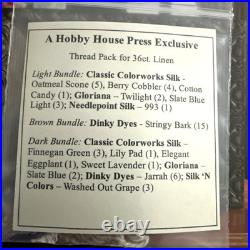 A Hobby House Press Exclusive
Thread Pack for 36ct. Linen
Light Bundle: Classic Colorworks Silk -
Oatmeal Scone (5), Berry Cobbler (4), Cotton
Candy (1); Gloriana – Twilight (2), Slate Blue
Light (3); Needlepoint Silk – 993 (1)
Brown Bundle: Dinky Dyes - Stringy Bark (15)
Dark Bundle: Classic Colorworks Silk -
Finnegan Green (3), Lily Pad (1), Elegant
Eggplant (1), Sweet Lavender (1); Gloriana –
Slate Blue (2); Dinky Dyes – Jarrah (6); Silk 'N
Colors – Washed Out Grape (3)